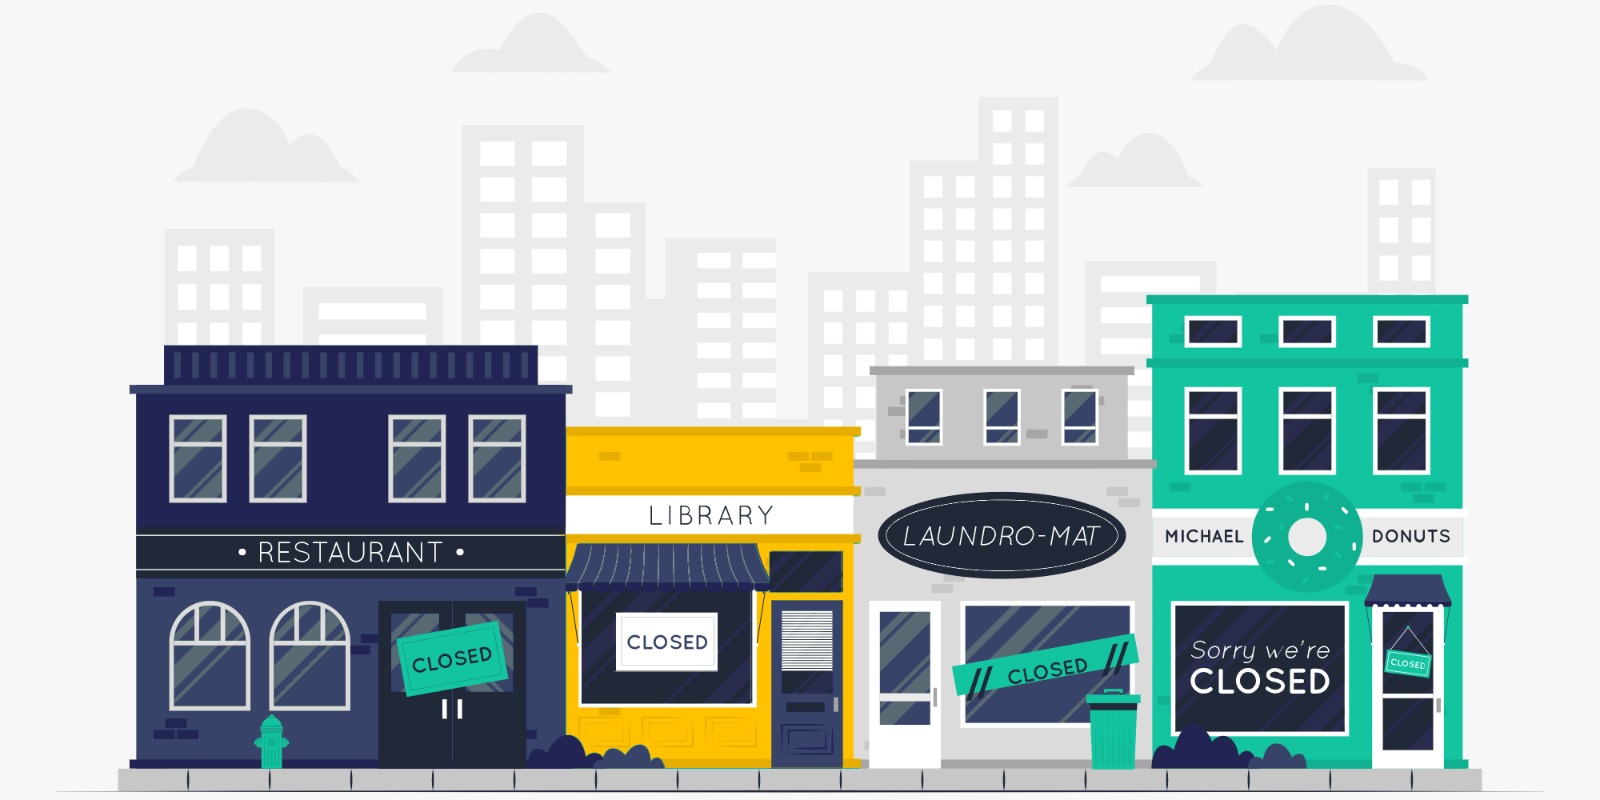 • RESTAURANT •
CLOSED
LIBRARY
CLOSED
LAUNDRO-MAT
CLOSED
MICHAEL DONUTS
Sorry we're
CLOSED
CLOSED